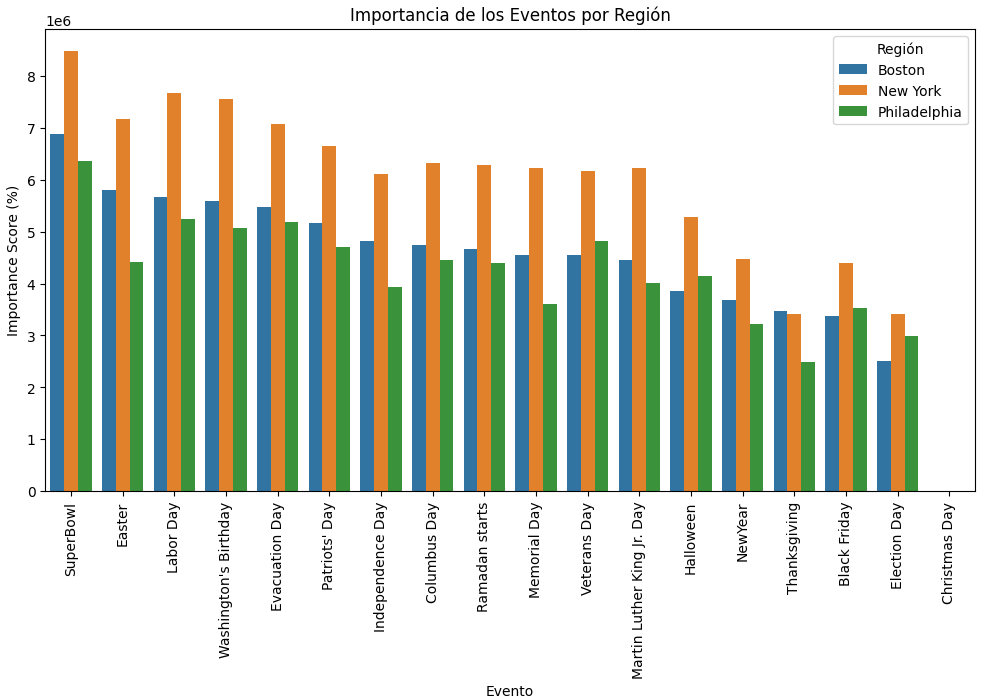 Importancia de los Eventos por Región
1e6
Región
Boston
New York
Philadelphia
8
7
6
5
4
3
2
1
0
Importance Score (%)
SuperBowl
Easter
Labor Day
Washington's Birthday
Evacuation Day
Patriots' Day
Independence Day
Columbus Day
Ramadan starts
Memorial Day
Veterans Day
Martin Luther King Jr. Day
Halloween
NewYear
Thanksgiving
Black Friday
Election Day
Christmas Day
Evento